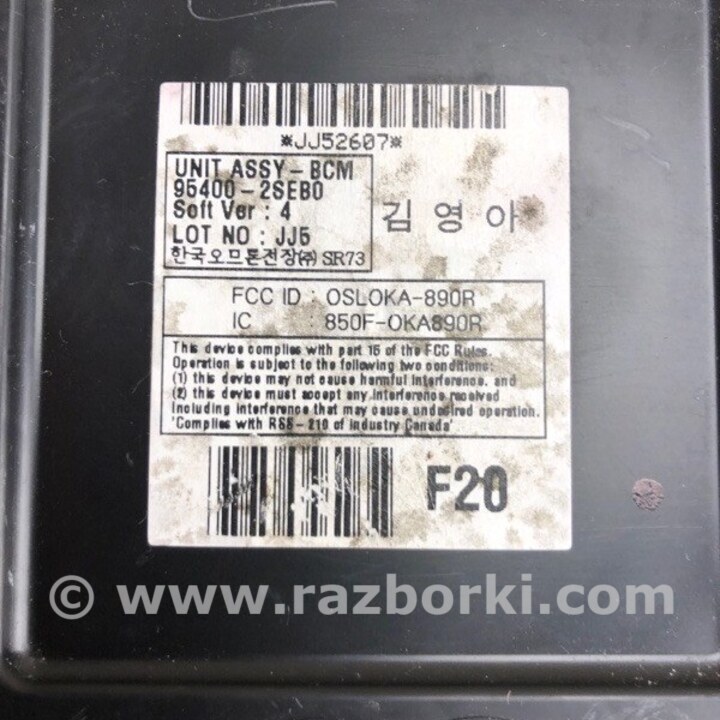 *JJ52607*
UNIT ASSY-BCM
95400-2SEB0
Soft Ver : 4
LOT NO : JJ5
한국오므론전장㈜ SR73
김영아
FCC ID : OSLOKA-890R
IC : 850F-OKA890R
This device complies with part 15 of the FCC Rules.
Operation is subject to the following two conditions:
(1) this device may not cause harmful interference, and
(2) this device must accept any interference received
including interference that may cause undesired operation.
'Complies with RSS-210 of Industry Canada'
F20
© www.razborki.com